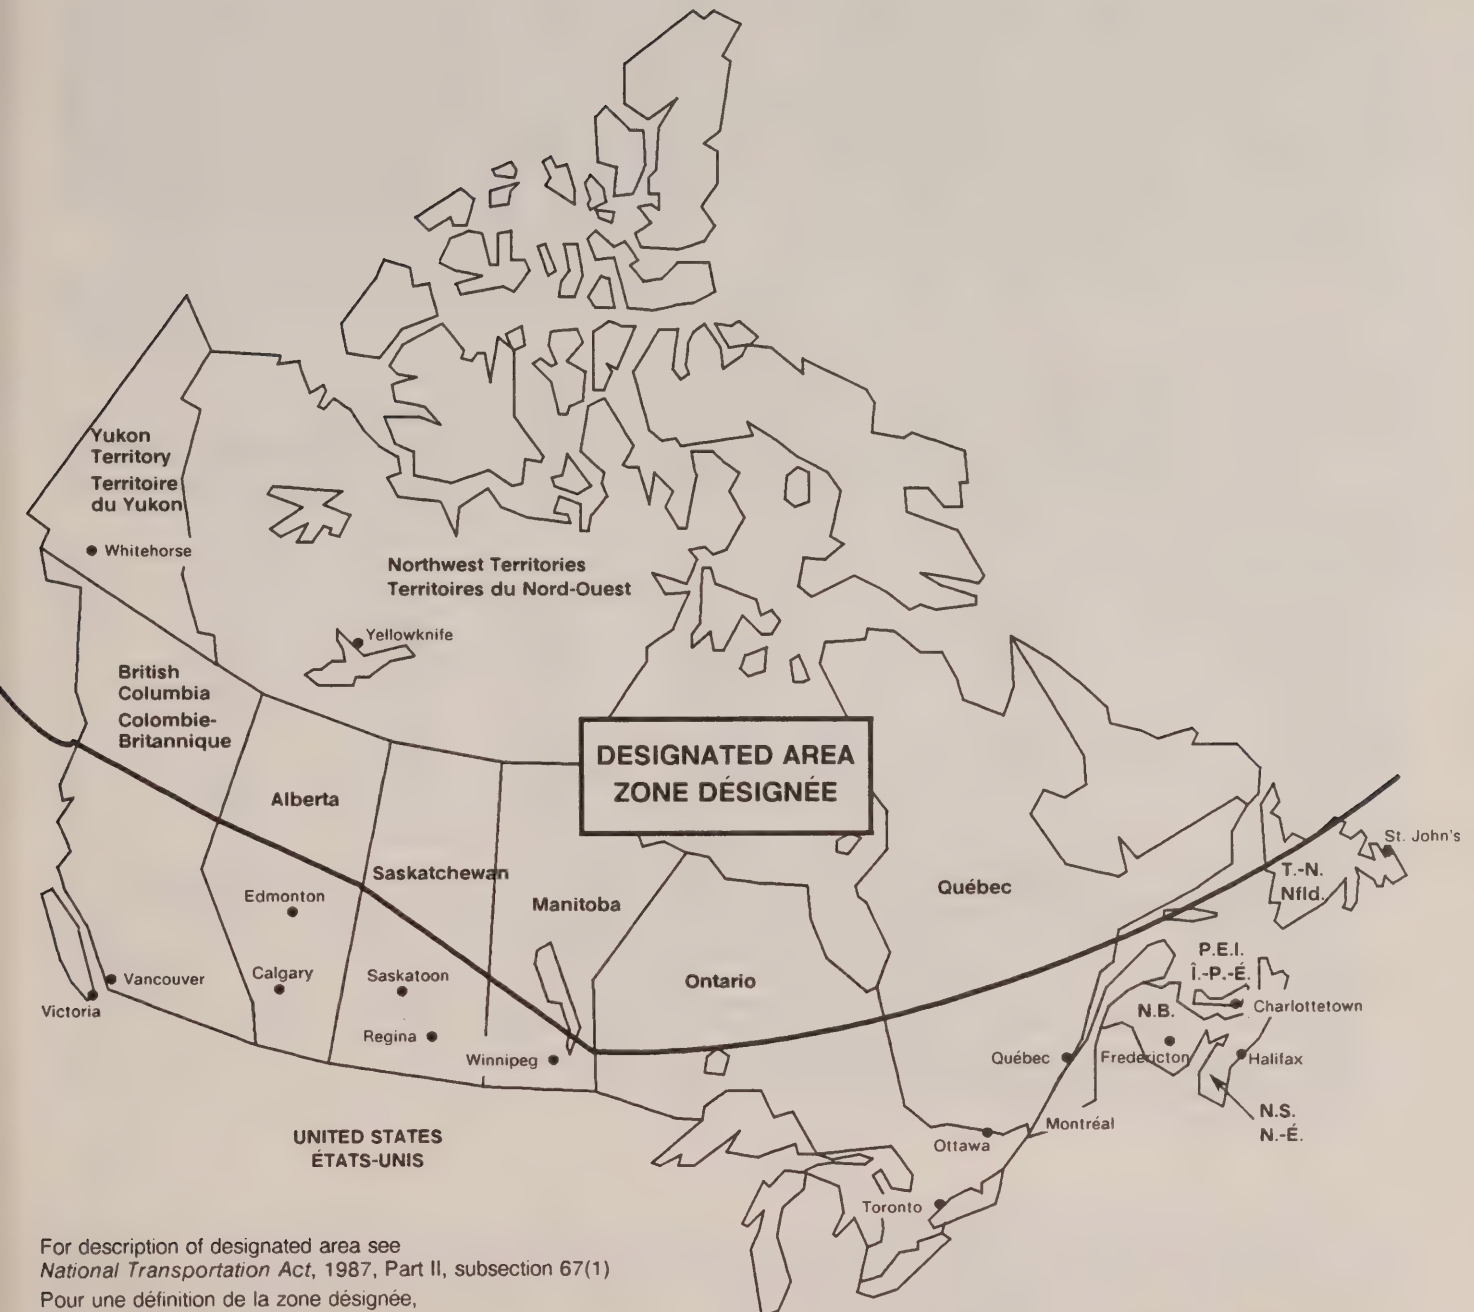 Yukon
Territory
Territoire
du Yukon
Whitehorse
Northwest Territories
Territoires du Nord-Ouest
Yellowknife
British
Columbia
Colombie-
Britannique
DESIGNATED AREA
ZONE DÉSIGNÉE
Alberta
Saskatchewan
Manitoba
Québec
St. John's
T.-N.
Nfld.
Edmonton
Vancouver
Victoria
Calgary
Saskatoon
Regina
Winnipeg
Ontario
P.E.I.
Î.-P.-É.
Charlottetown
N.B.
Québec
Fredericton
Halifax
N.S.
N.-É.
Montréal
Ottawa
Toronto
UNITED STATES
ÉTATS-UNIS
For description of designated area see
National Transportation Act, 1987, Part II, subsection 67(1)
Pour une définition de la zone désignée,